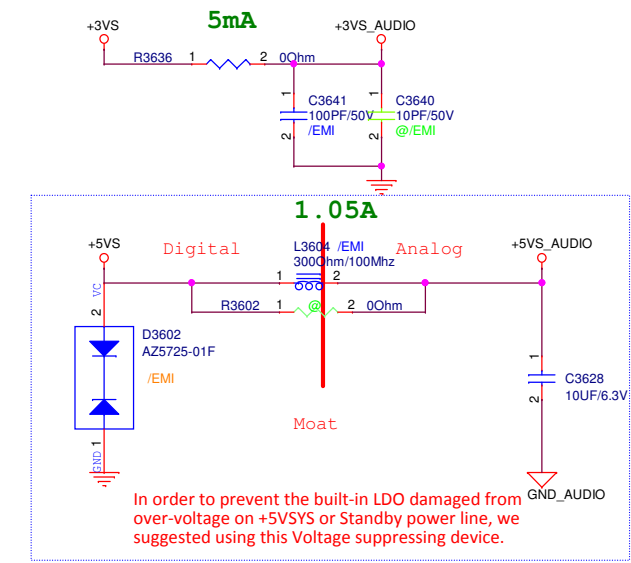 5mA
+3VS
+3VS_AUDIO
R3636 1 2 0Ohm
1 C3641
100PF/50V
2 /EMI
1 C3640
10PF/50V
2 @/EMI
1.05A
+5VS
Digital
L3604 /EMI
300Ohm/100Mhz
Analog
+5VS_AUDIO
1 2
R3602 1 @ 2 0Ohm
VC
2
D3602
AZ5725-01F
/EMI
1
GND
Moat
1
C3628
10UF/6.3V
2
GND_AUDIO
In order to prevent the built-in LDO damaged from
over-voltage on +5VSYS or Standby power line, we
suggested using this Voltage suppressing device.